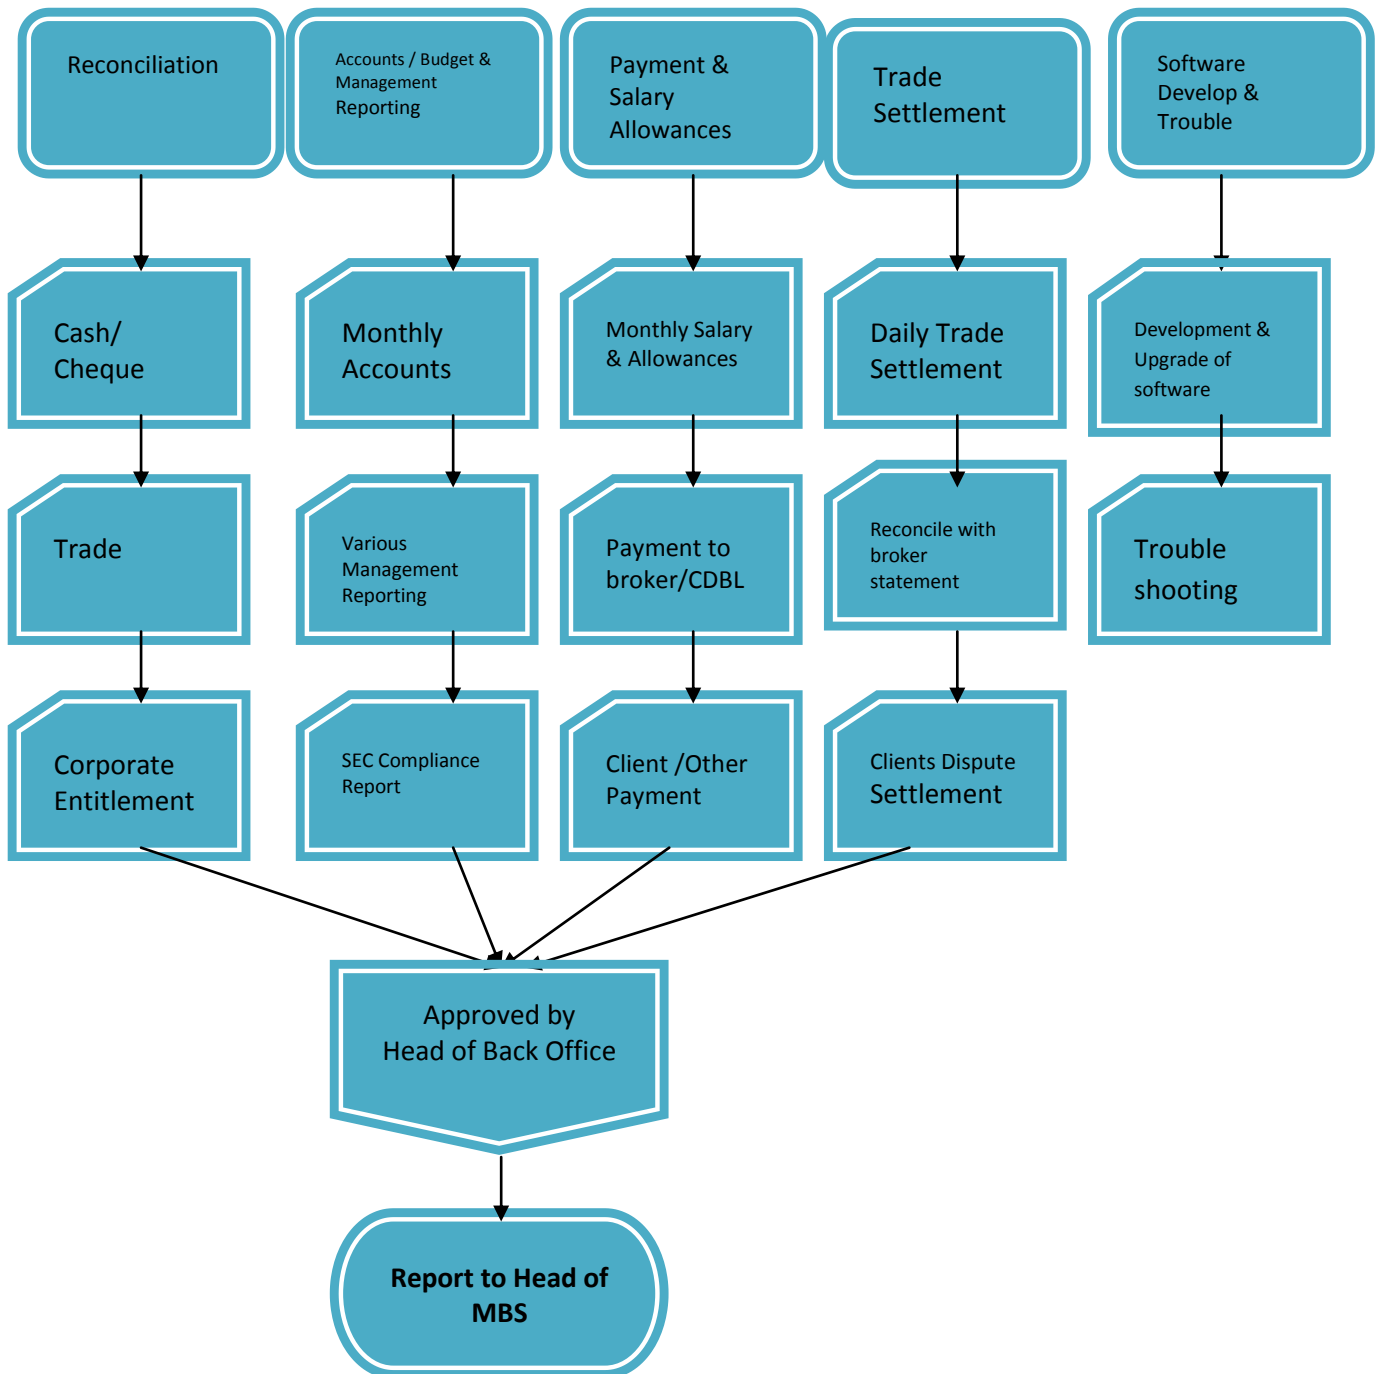 Reconciliation
Accounts / Budget &
Management
Reporting
Payment &
Salary
Allowances
Trade
Settlement
Software
Develop &
Trouble
Cash/
Cheque
Monthly
Accounts
Monthly Salary
& Allowances
Daily Trade
Settlement
Development &
Upgrade of
software
Trade
Various
Management
Reporting
Payment to
broker/CDBL
Reconcile with
broker
statement
Trouble
shooting
Corporate
Entitlement
SEC Compliance
Report
Client /Other
Payment
Clients Dispute
Settlement
Approved by
Head of Back Office
Report to Head of
MBS